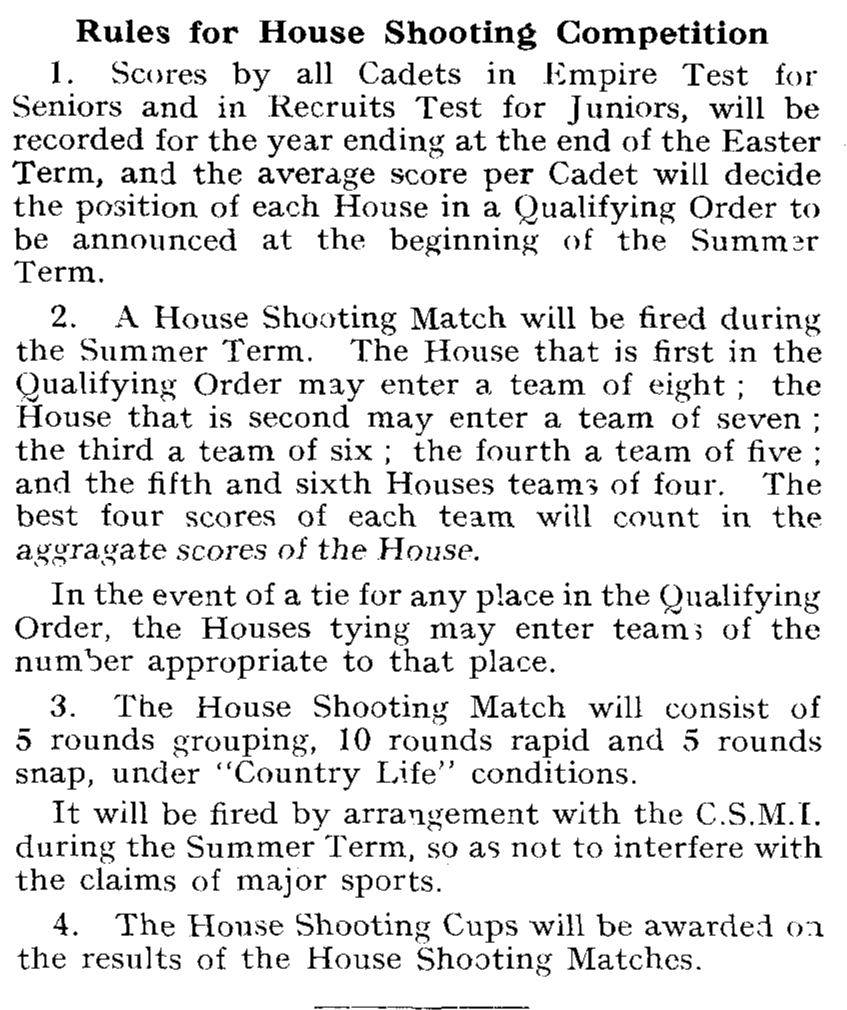 Rules for House Shooting Competition
1. Scores by all Cadets in Empire Test for
Seniors and in Recruits Test for Juniors, will be
recorded for the year ending at the end of the Easter
Term, and the average score per Cadet will decide
the position of each House in a Qualifying Order to
be announced at the beginning of the Summer
Term.
2. A House Shooting Match will be fired during
the Summer Term. The House that is first in the
Qualifying Order may enter a team of eight ; the
House that is second may enter a team of seven ;
the third a team of six ; the fourth a team of five ;
and the fifth and sixth Houses teams of four. The
best four scores of each team will count in the
aggragate scores of the House.
In the event of a tie for any place in the Qualifying
Order, the Houses tying may enter teams of the
number appropriate to that place.
3. The House Shooting Match will consist of
5 rounds grouping, 10 rounds rapid and 5 rounds
snap, under "Country Life" conditions.
It will be fired by arrangement with the C.S.M.I.
during the Summer Term, so as not to interfere with
the claims of major sports.
4. The House Shooting Cups will be awarded on
the results of the House Shooting Matches.